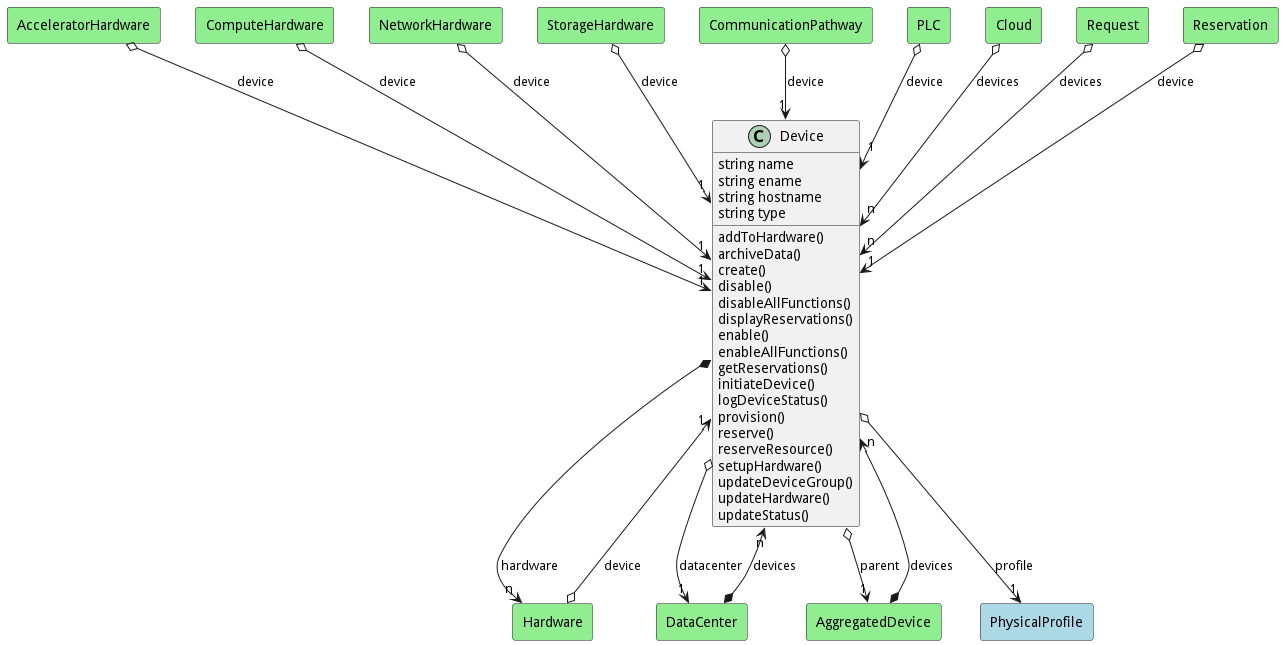 AcceleratorHardware
ComputeHardware
NetworkHardware
StorageHardware
CommunicationPathway
PLC
Cloud
Request
Reservation
device
device
device
device
device
device
devices
devices
device
1
1
1
n
1
n
1
1
1
C Device
string name
string ename
string hostname
string type
addToHardware()
archiveData()
create()
disable()
disableAllFunctions()
displayReservations()
enable()
enableAllFunctions()
getReservations()
initiateDevice()
logDeviceStatus()
provision()
reserve()
reserveResource()
setupHardware()
updateDeviceGroup()
updateHardware()
updateStatus()
1
n
n
hardware
device
datacenter
devices
parent
devices
profile
n
1
1
1
Hardware
DataCenter
AggregatedDevice
PhysicalProfile